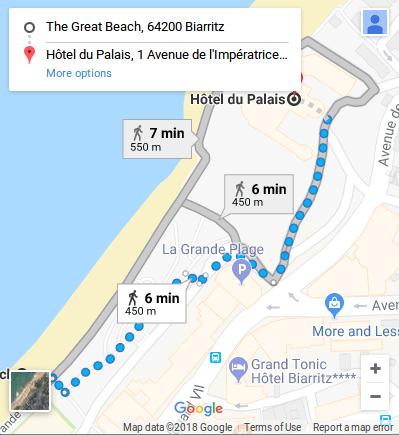 The Great Beach, 64200 Biarritz
Hôtel du Palais, 1 Avenue de l'Impératrice...
More options
Hôtel du Palais
7 min
550 m
6 min
450 m
La Grande Plage
P
6 min
450 m
Aven
More and Less
Avenue de
Grand Tonic
Hôtel Biarritz****
VII
Google
Map data ©2018 Google Terms of Use Report a map error